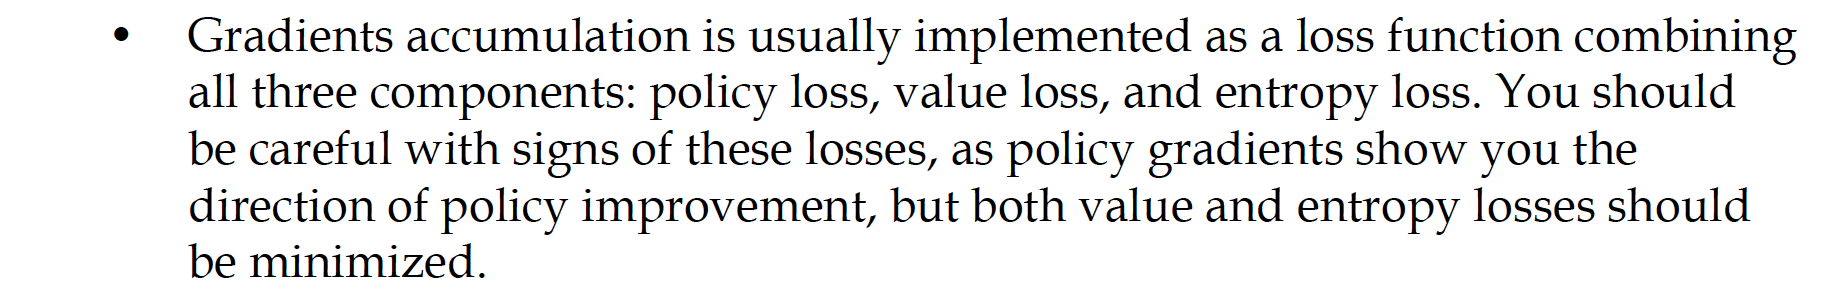 • Gradients accumulation is usually implemented as a loss function combining
all three components: policy loss, value loss, and entropy loss. You should
be careful with signs of these losses, as policy gradients show you the
direction of policy improvement, but both value and entropy losses should
be minimized.